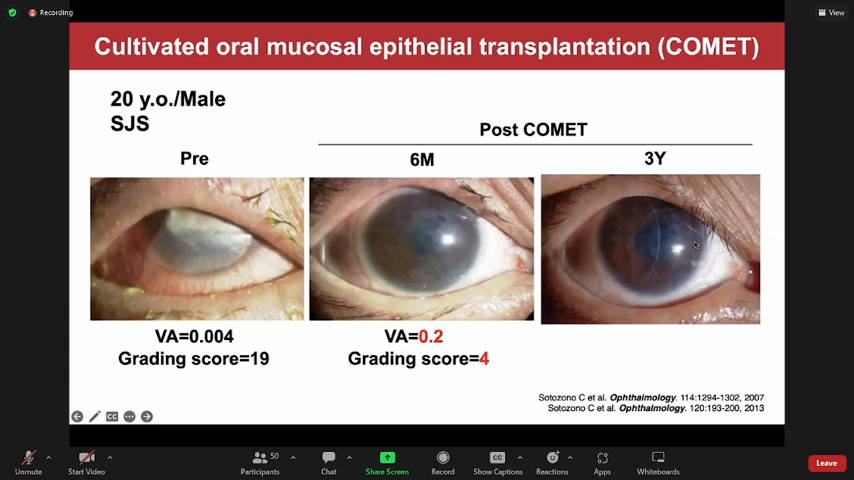 Recording
View
Cultivated oral mucosal epithelial transplantation (COMET)
20 y.o./Male
SJS
Post COMET
Pre
6M
3Y
VA=0.004
VA=0.2
Grading score=19
Grading score=4
Sotozono C et al. Ophthalmology. 114:1294-1302, 2007
Sotozono C et al. Ophthalmology. 120:193-200, 2013
CC
Unmute
Start Video
50
Participants
Chat
Share Screen
Record
CC
Show Captions
Reactions
Apps
Whiteboards
Leave